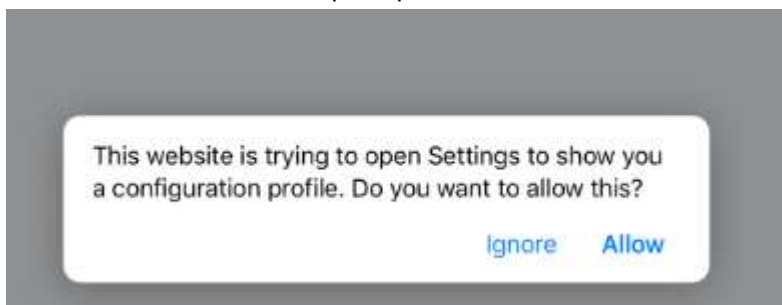 This website is trying to open Settings to show you
a configuration profile. Do you want to allow this?
Ignore Allow